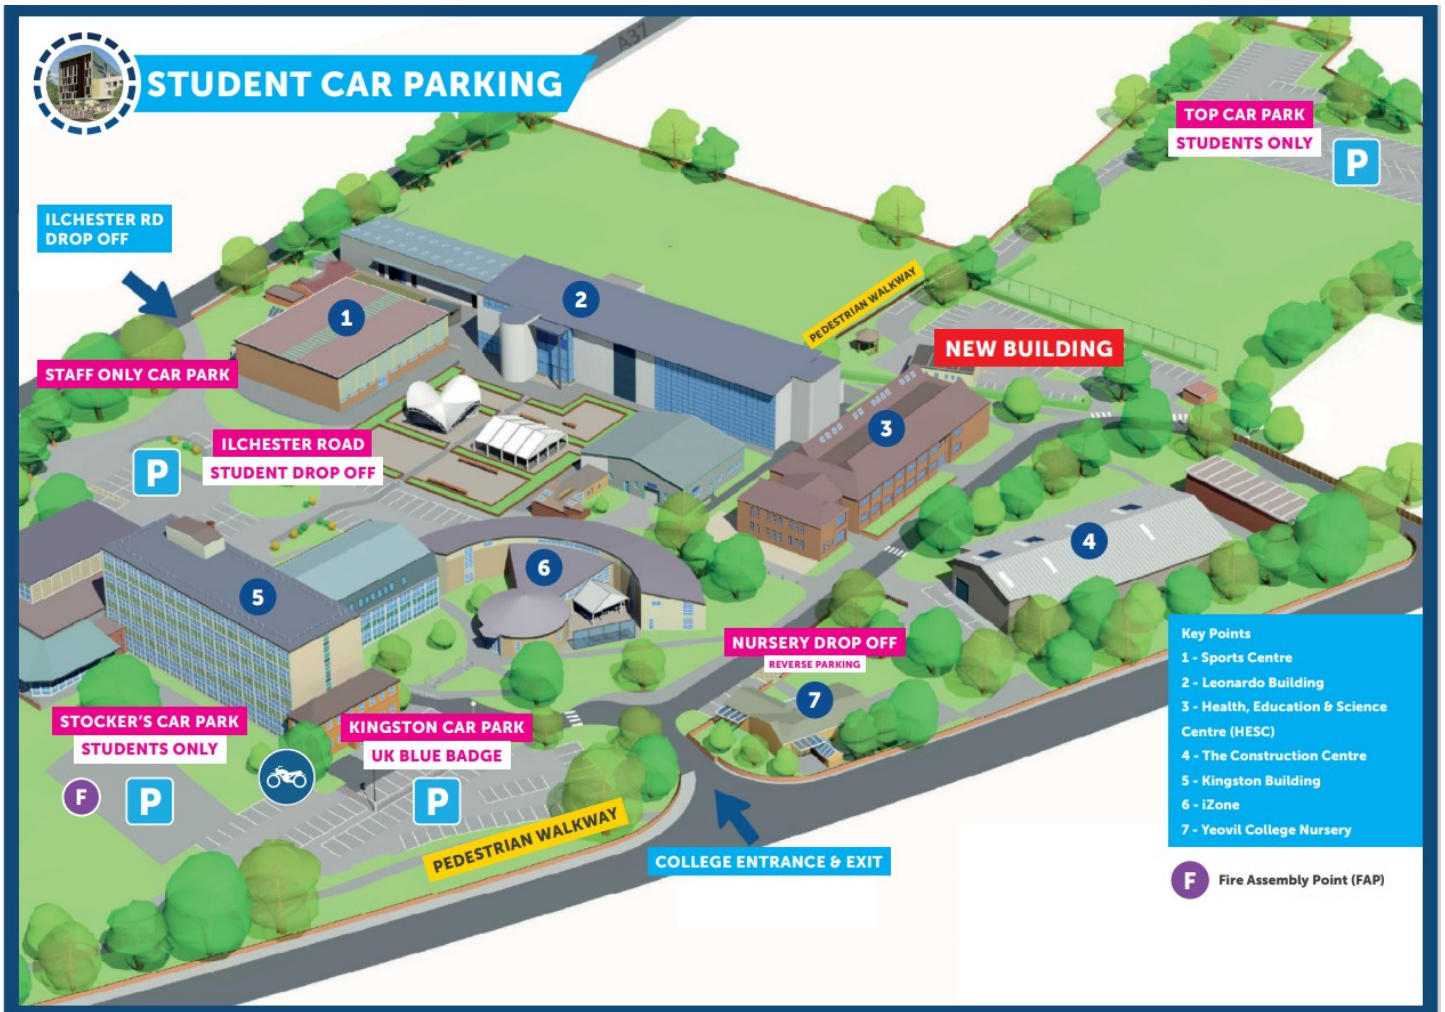 STUDENT CAR PARKING
A37
TOP CAR PARK
STUDENTS ONLY
P
ILCHESTER RD
DROP OFF
PEDESTRIAN WALKWAY
1
2
NEW BUILDING
STAFF ONLY CAR PARK
3
ILCHESTER ROAD
STUDENT DROP OFF
P
4
5
6
NURSERY DROP OFF
REVERSE PARKING
7
STOCKER'S CAR PARK
STUDENTS ONLY
F
P
KINGSTON CAR PARK
UK BLUE BADGE
P
PEDESTRIAN WALKWAY
COLLEGE ENTRANCE & EXIT
Key Points
1 - Sports Centre
2 - Leonardo Building
3 - Health, Education & Science
Centre (HESC)
4 - The Construction Centre
5 - Kingston Building
6 - iZone
7 - Yeovil College Nursery
F Fire Assembly Point (FAP)